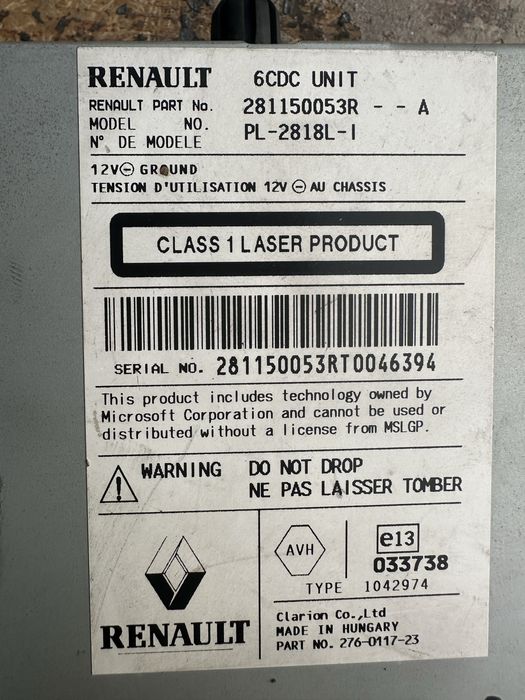 RENAULT 6CDC UNIT
RENAULT PART No. 281150053R - - A
MODEL NO. PL-2818L-I
N° DE MODELE
12V⊖ GROUND
TENSION D'UTILISATION 12V ⊖ AU CHASSIS
CLASS 1 LASER PRODUCT
SERIAL NO. 281150053RT0046394
This product includes technology owned by
Microsoft Corporation and cannot be used or
distributed without a license from MSLGP.
WARNING DO NOT DROP
NE PAS LAISSER TOMBER
AVH e13
033738
TYPE 1042974
RENAULT
Clarion Co.,Ltd
MADE IN HUNGARY
PART NO. 276-0117-23